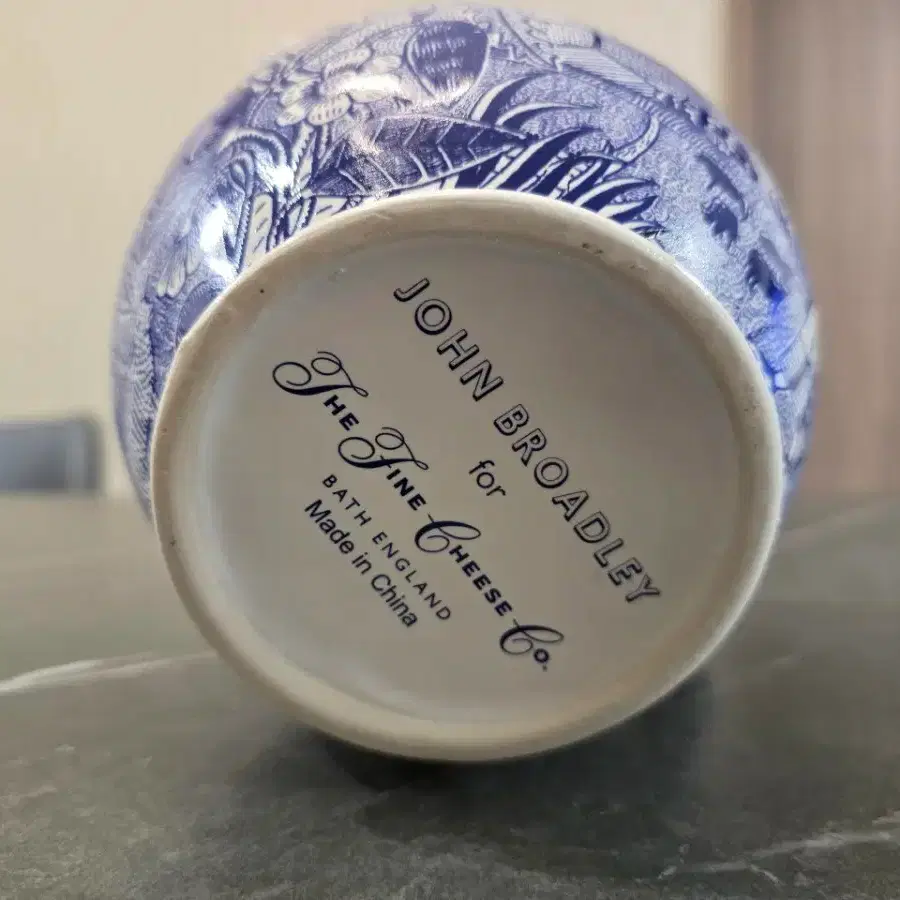 JOHN BROADLEY
for
THE FINE CHEESE CO.
BATH ENGLAND
Made in China